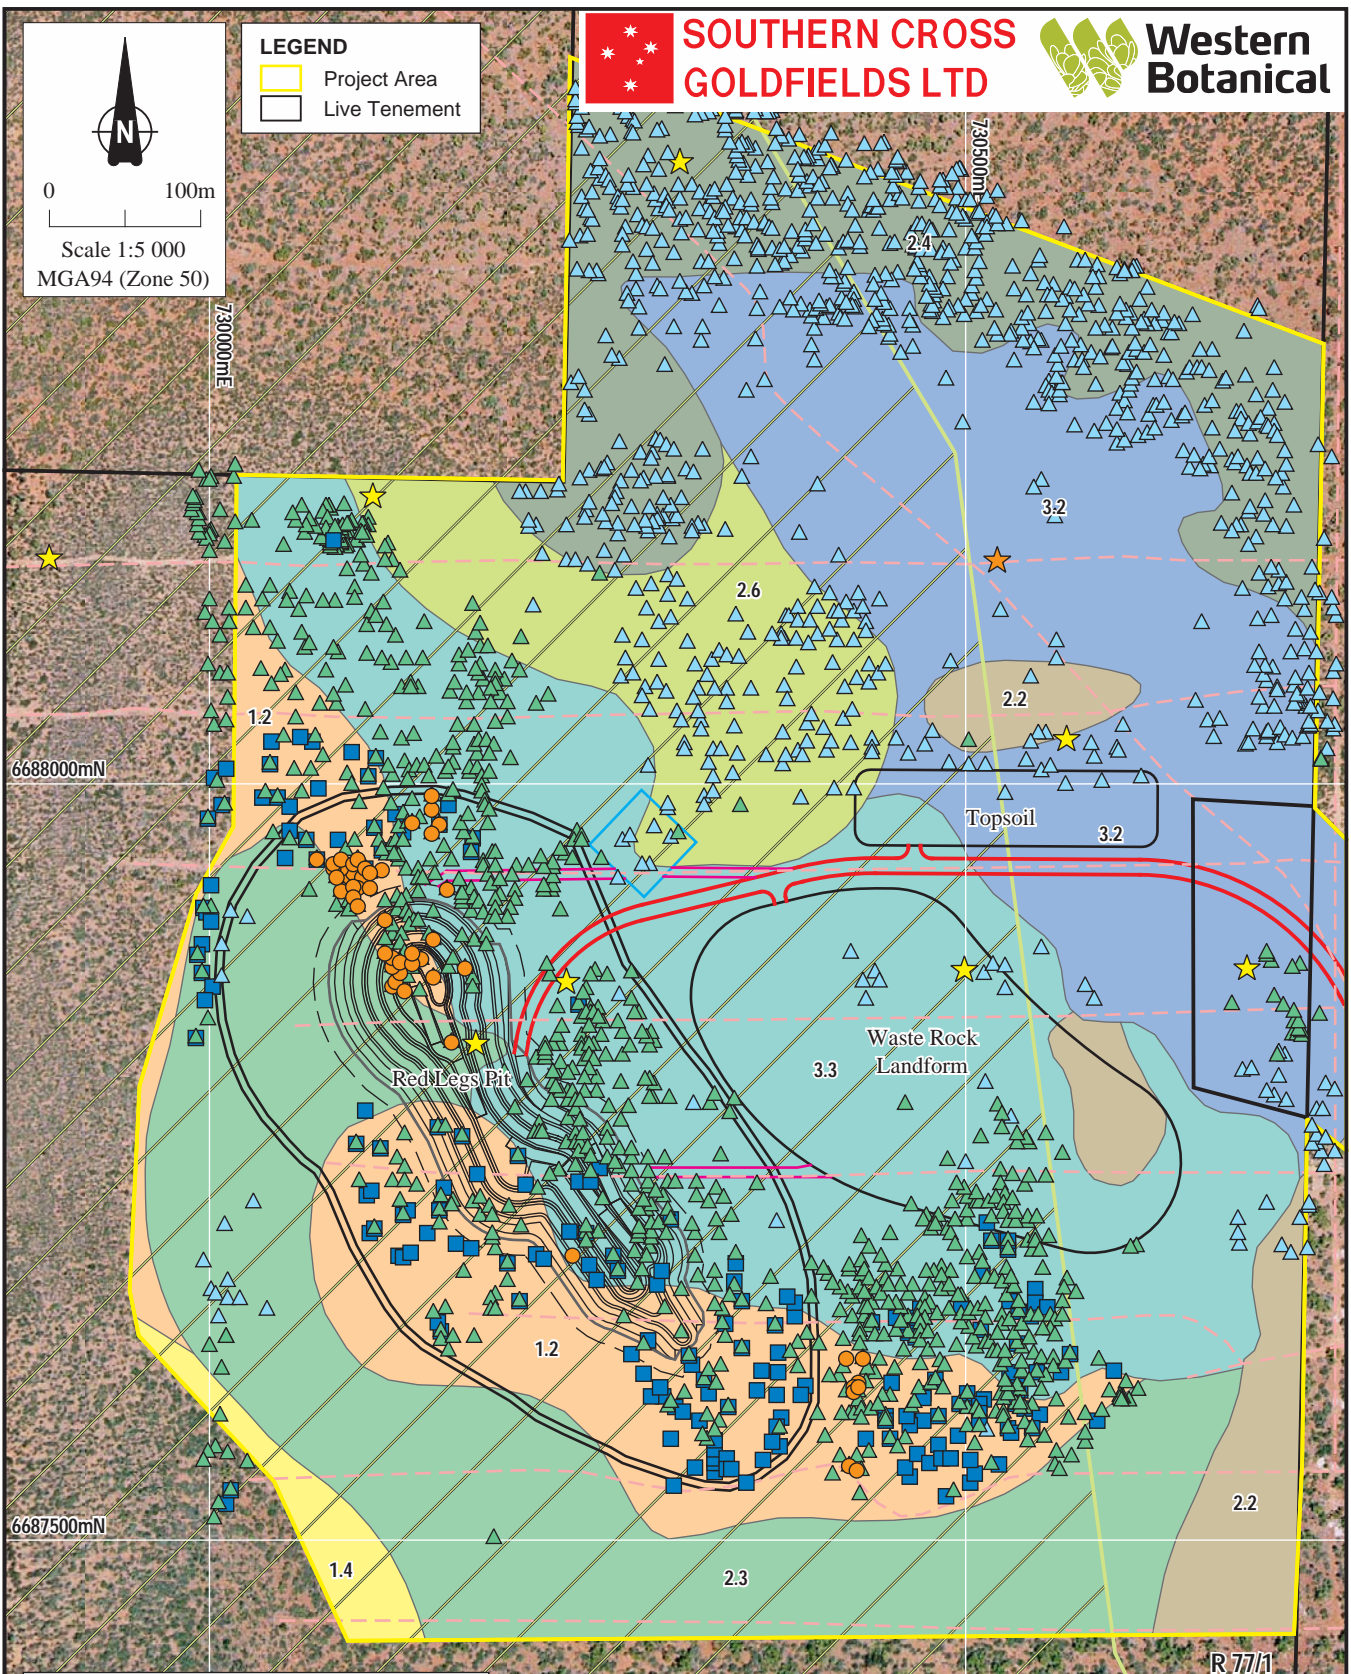 SOUTHERN CROSS
GOLDFIELDS LTD
Western
Botanical
LEGEND
Project Area
Live Tenement
N
0 100m
Scale 1:5 000
MGA94 (Zone 50)
730000mE
730500mE
2.4
3.2
2.6
2.2
1.2
6688000mN
Topsoil
3.2
Waste Rock
Landform
3.3
Red Legs Pit
1.2
2.2
6687500mN
1.4
2.3
R 77/1